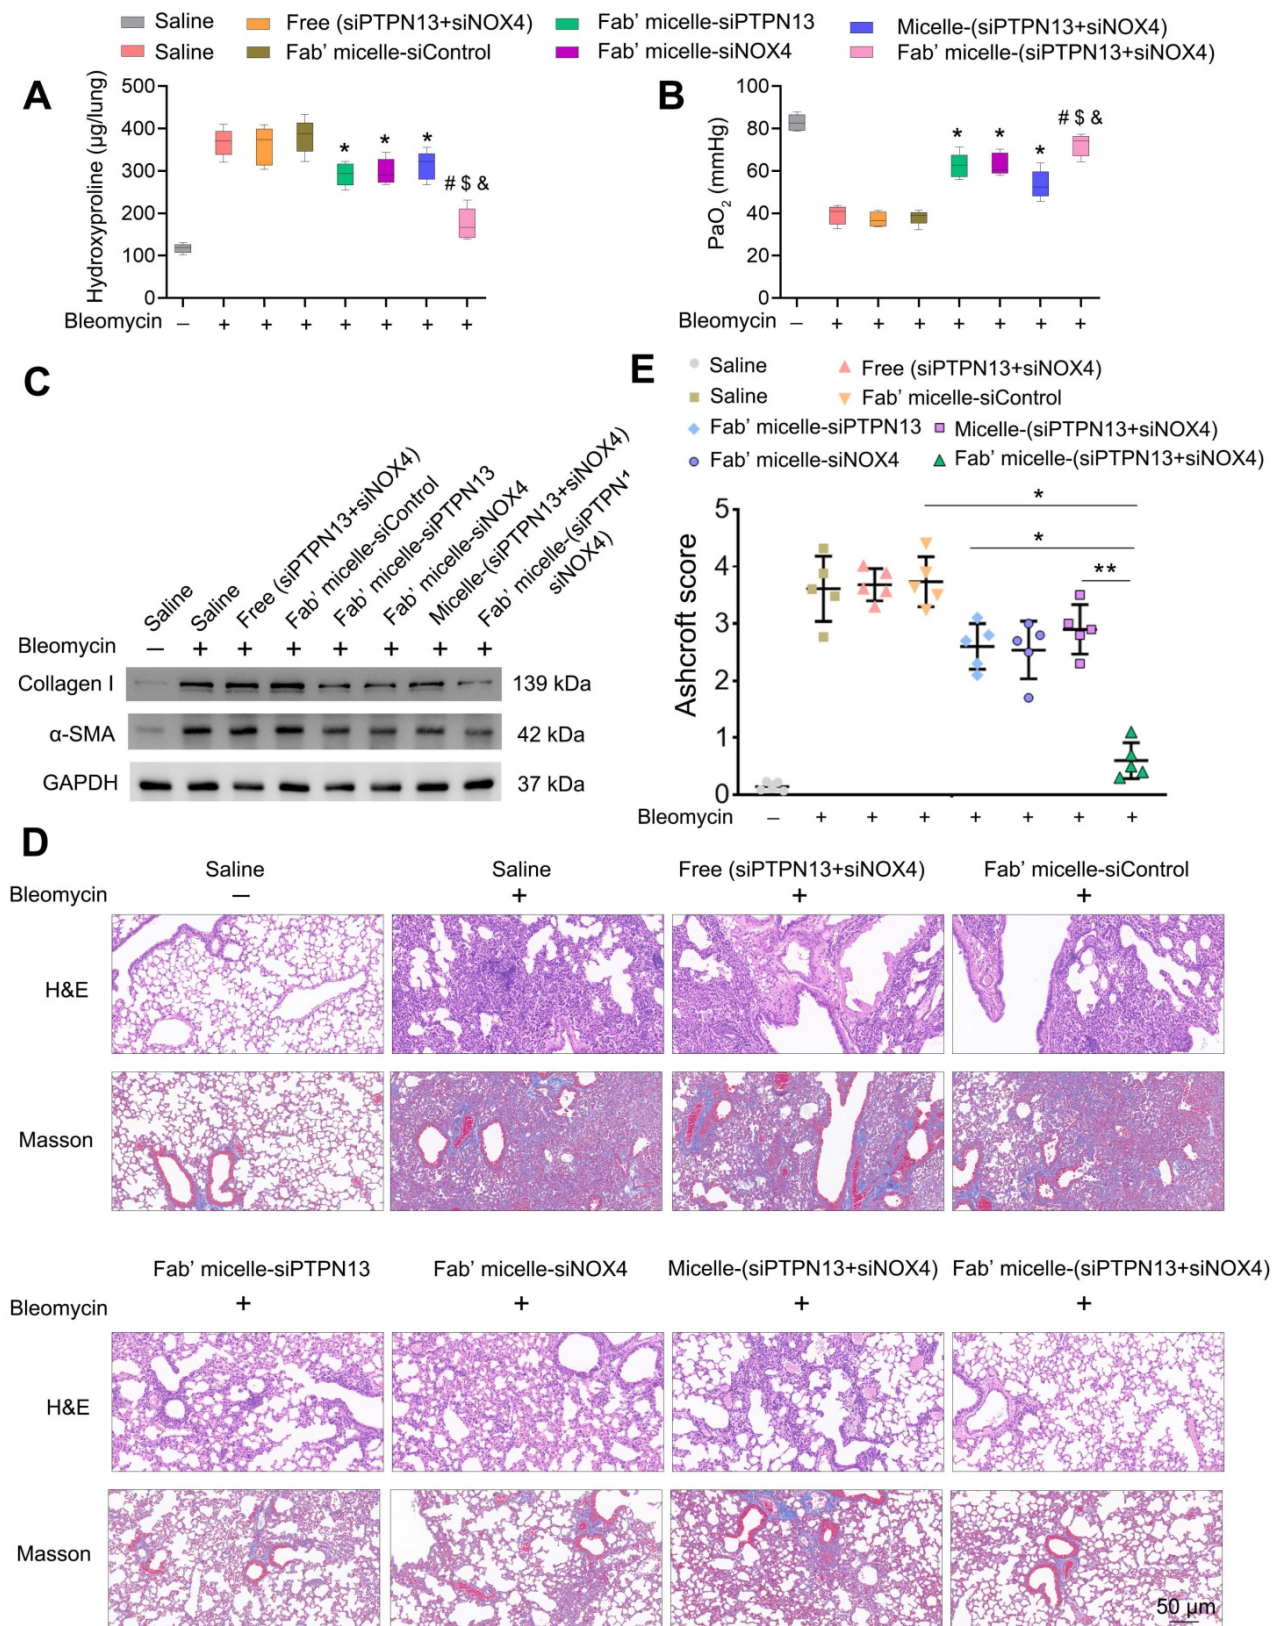 Saline Free (siPTPN13+siNOX4) Fab' micelle-siPTPN13 Micelle-(siPTPN13+siNOX4)
Saline Fab' micelle-siControl Fab' micelle-siNOX4 Fab' micelle-(siPTPN13+siNOX4)
A
Hydroxyproline (μg/lung)
500
400
300
200
100
0
* * *
# $ &
Bleomycin – + + + + + + +
B
PaO2 (mmHg)
100
80
60
40
20
0
* * *
# $ &
Bleomycin – + + + + + + +
C
Saline
Saline
Free (siPTPN13+siNOX4)
Fab' micelle-siControl
Fab' micelle-siPTPN13
Fab' micelle-siNOX4
Micelle-(siPTPN13+siNOX4)
Fab' micelle-(siPTPN1
siNOX4)
Bleomycin – + + + + + + +
Collagen I 139 kDa
α-SMA 42 kDa
GAPDH 37 kDa
E
Saline Free (siPTPN13+siNOX4)
Saline Fab' micelle-siControl
Fab' micelle-siPTPN13 Micelle-(siPTPN13+siNOX4)
Fab' micelle-siNOX4 Fab' micelle-(siPTPN13+siNOX4)
Ashcroft score
5
4
3
2
1
0
*
*
**
Bleomycin – + + + + + + +
D
Saline Saline Free (siPTPN13+siNOX4) Fab' micelle-siControl
Bleomycin – + + +
H&E
Masson
Fab' micelle-siPTPN13 Fab' micelle-siNOX4 Micelle-(siPTPN13+siNOX4) Fab' micelle-(siPTPN13+siNOX4)
Bleomycin + + + +
H&E
Masson
50 μm